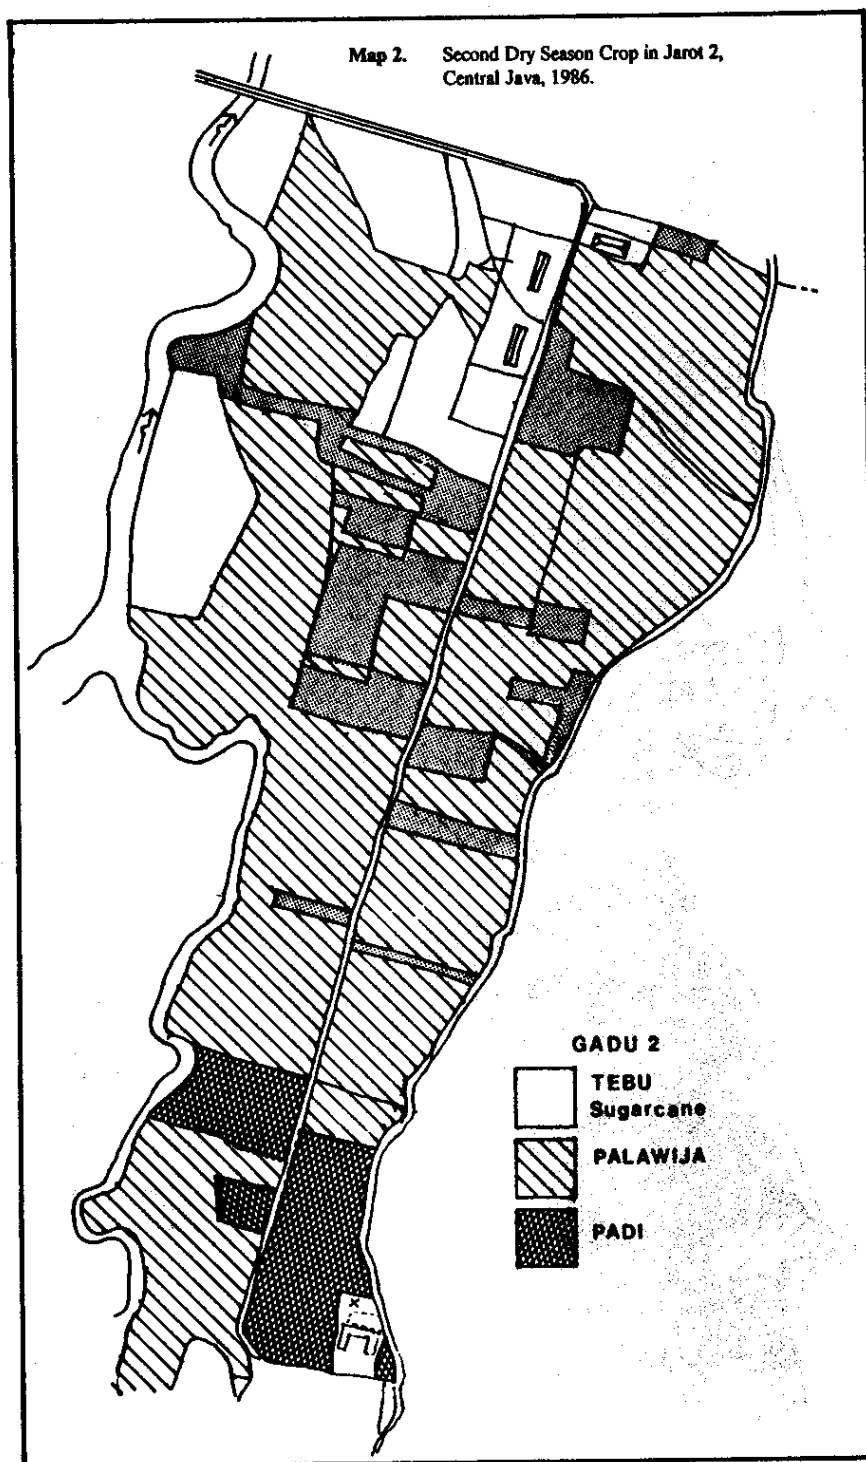 Map 2. Second Dry Season Crop in Jarot 2,
Central Java, 1986.
GADU 2
TEBU
Sugarcane
PALAWIJA
PADI
x